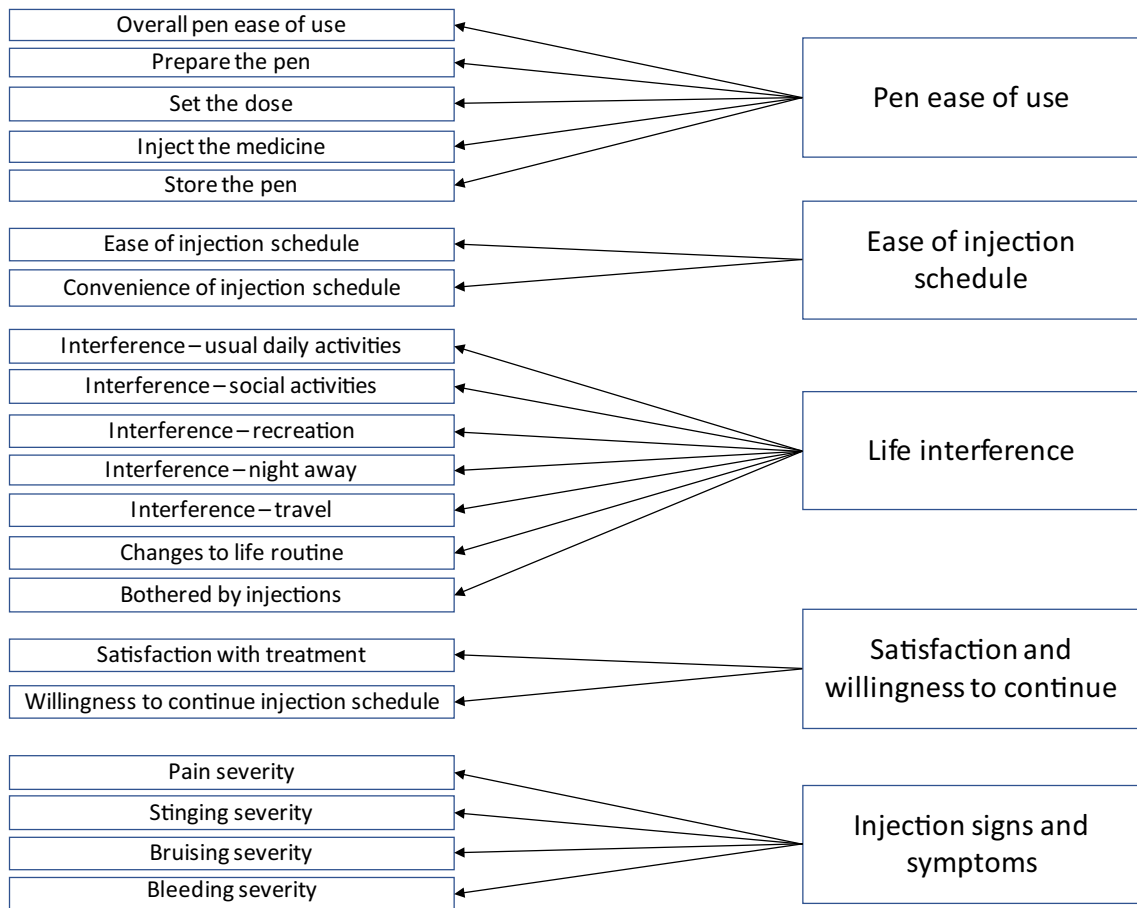 Overall pen ease of use
Prepare the pen
Set the dose
Inject the medicine
Store the pen
Pen ease of use
Ease of injection schedule
Convenience of injection schedule
Ease of injection
schedule
Interference – usual daily activities
Interference – social activities
Interference – recreation
Interference – night away
Interference – travel
Changes to life routine
Bothered by injections
Life interference
Satisfaction with treatment
Willingness to continue injection schedule
Satisfaction and
willingness to continue
Pain severity
Stinging severity
Bruising severity
Bleeding severity
Injection signs and
symptoms